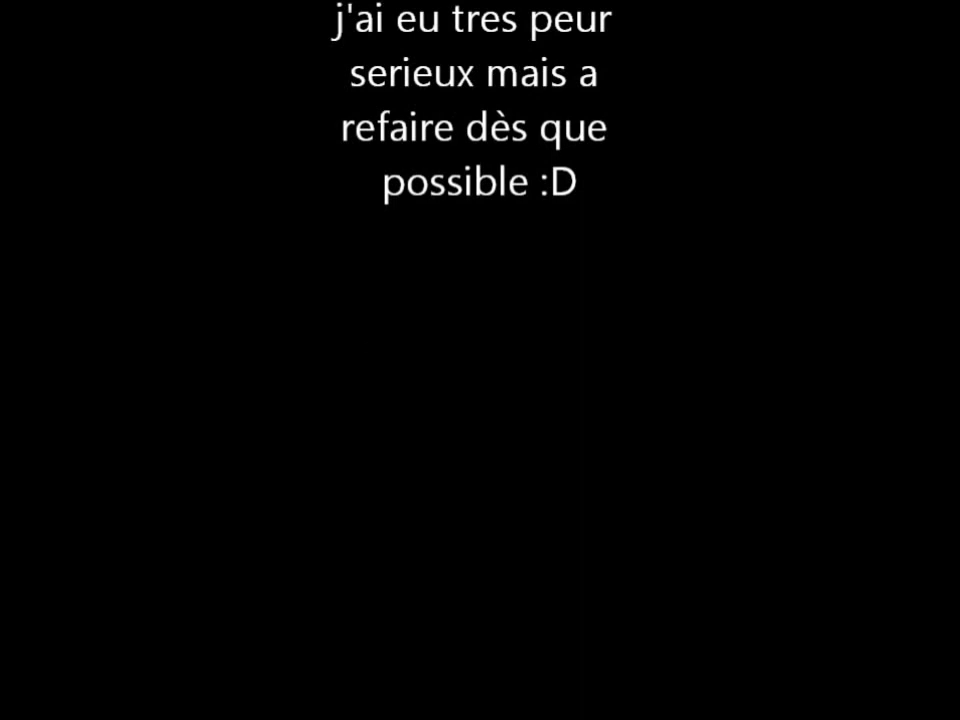 j'ai eu tres peur
serieux mais a
refaire dès que
possible :D